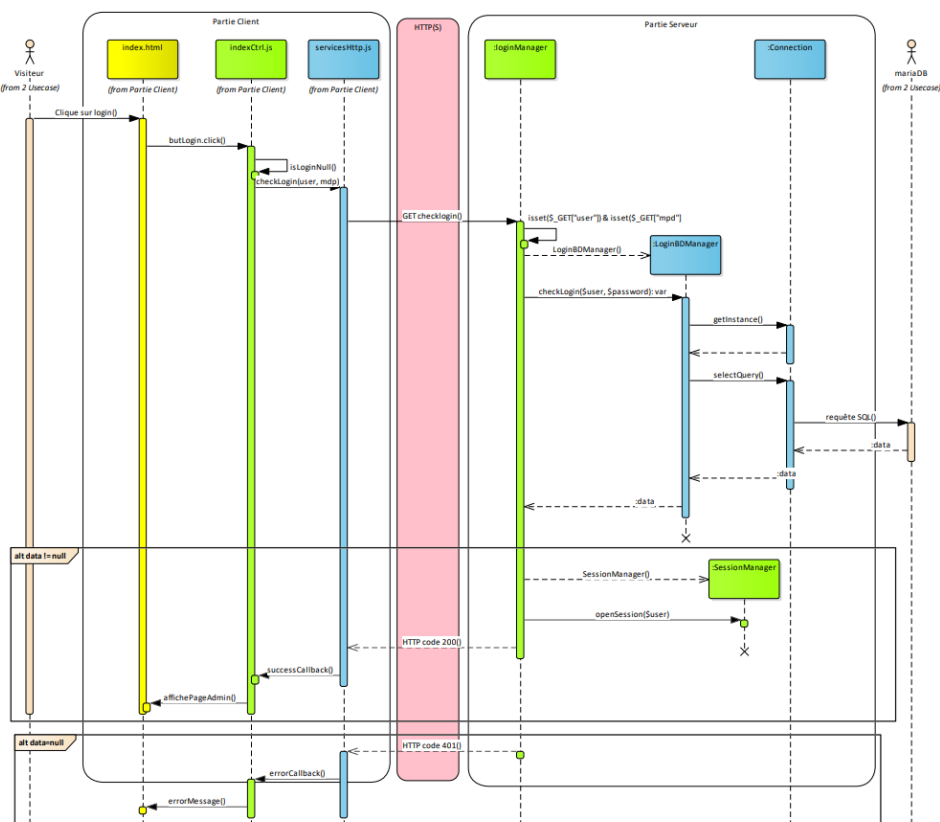 Partie Client
HTTP(S)
Partie Serveur
index.html
indexCtrl.js
servicesHttp.js
:loginManager
:Connection
Visiteur
(from 2 Usecase)
(from Partie Client)
(from Partie Client)
(from Partie Client)
mariaDB
(from 2 Usecase)
Clique sur login()
butLogin.click()
isLoginNull()
checkLogin(user, mdp)
GET checklogin()
isset($_GET["user"]) & isset($_GET["mpd"]
LoginBDManager()
:LoginBDManager
checkLogin($user, $password): var
getInstance()
selectQuery()
requête SQL()
:data
:data
:data
alt data != null
SessionManager()
:SessionManager
openSession($user)
HTTP code 200()
successCallback()
affichePageAdmin()
alt data=null
HTTP code 401()
errorCallback()
errorMessage()